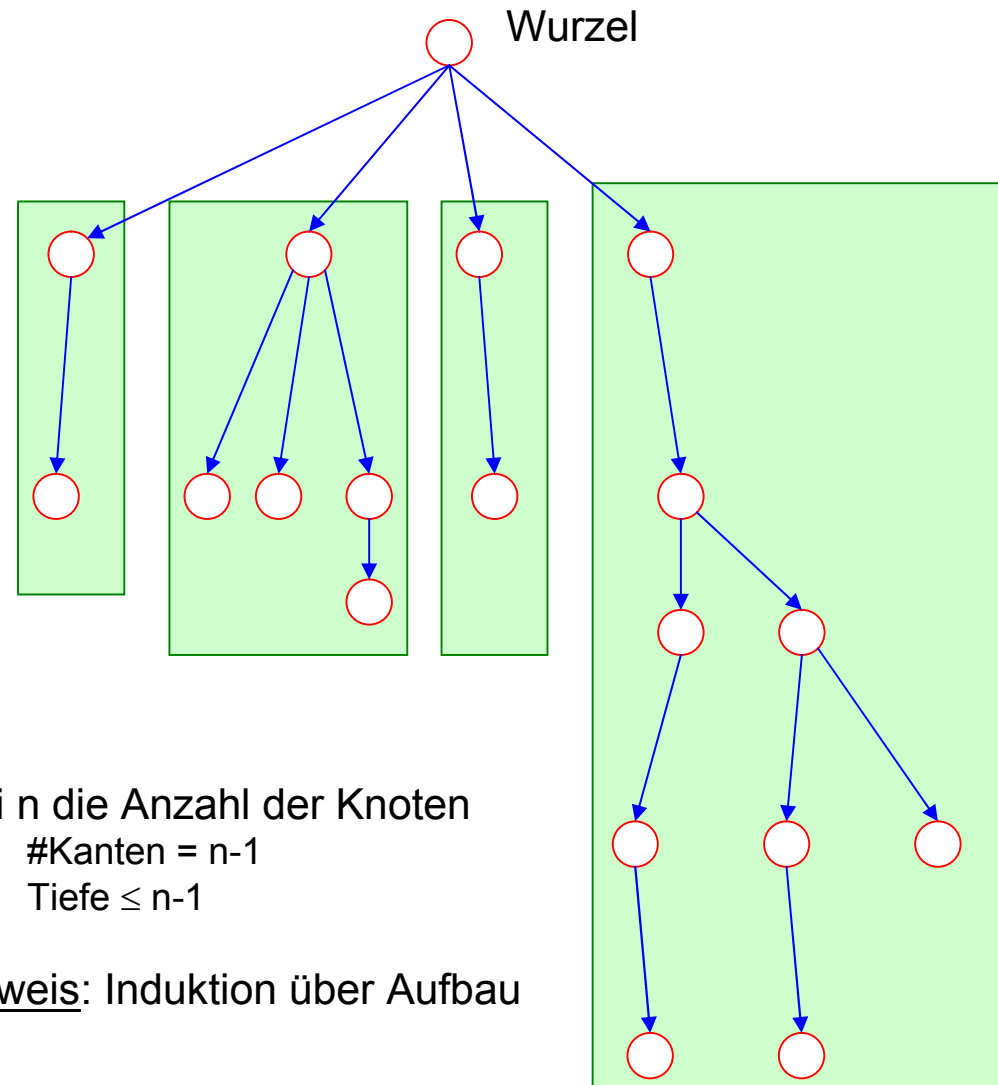 Wurzel
i n die Anzahl der Knoten
#Kanten = n-1
Tiefe ≤ n-1
weis: Induktion über Aufbau